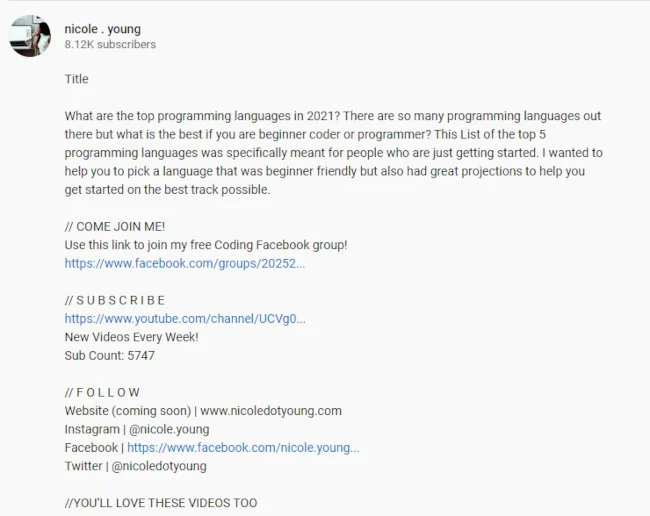 nicole . young
8.12K subscribers
Title
What are the top programming languages in 2021? There are so many programming languages out
there but what is the best if you are beginner coder or programmer? This List of the top 5
programming languages was specifically meant for people who are just getting started. I wanted to
help you to pick a language that was beginner friendly but also had great projections to help you
get started on the best track possible.
// COME JOIN ME!
Use this link to join my free Coding Facebook group!
https://www.facebook.com/groups/20252...
// S U B S C R I B E
https://www.youtube.com/channel/UCVg0...
New Videos Every Week!
Sub Count: 5747
// F O L L O W
Website (coming soon) | www.nicoledotyoung.com
Instagram | @nicole.young
Facebook | https://www.facebook.com/nicole.young...
Twitter | @nicoledotyoung
//YOU'LL LOVE THESE VIDEOS TOO